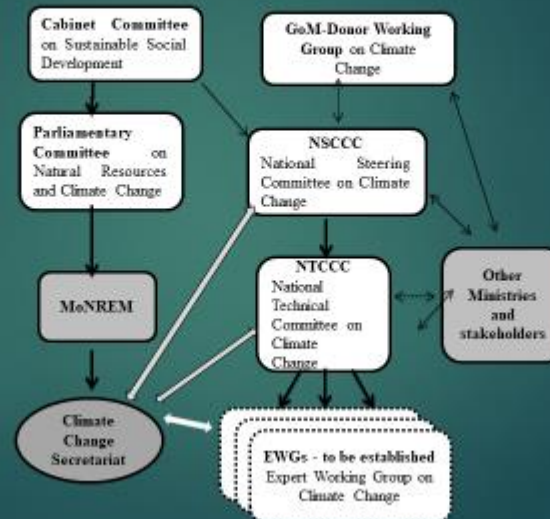 Cabinet Committee
on Sustainable Social
Development
GoM-Donor Working
Group on Climate
Change
Parliamentary
Committee on
Natural Resources
and Climate Change
NSCCC
National Steering
Committee on Climate
Change
MoNREM
NTCCC
National
Technical
Committee on
Climate
Change
Other
Ministries
and
stakeholders
Climate
Change
Secretariat
EWGs - to be established
Expert Working Group on
Climate Change